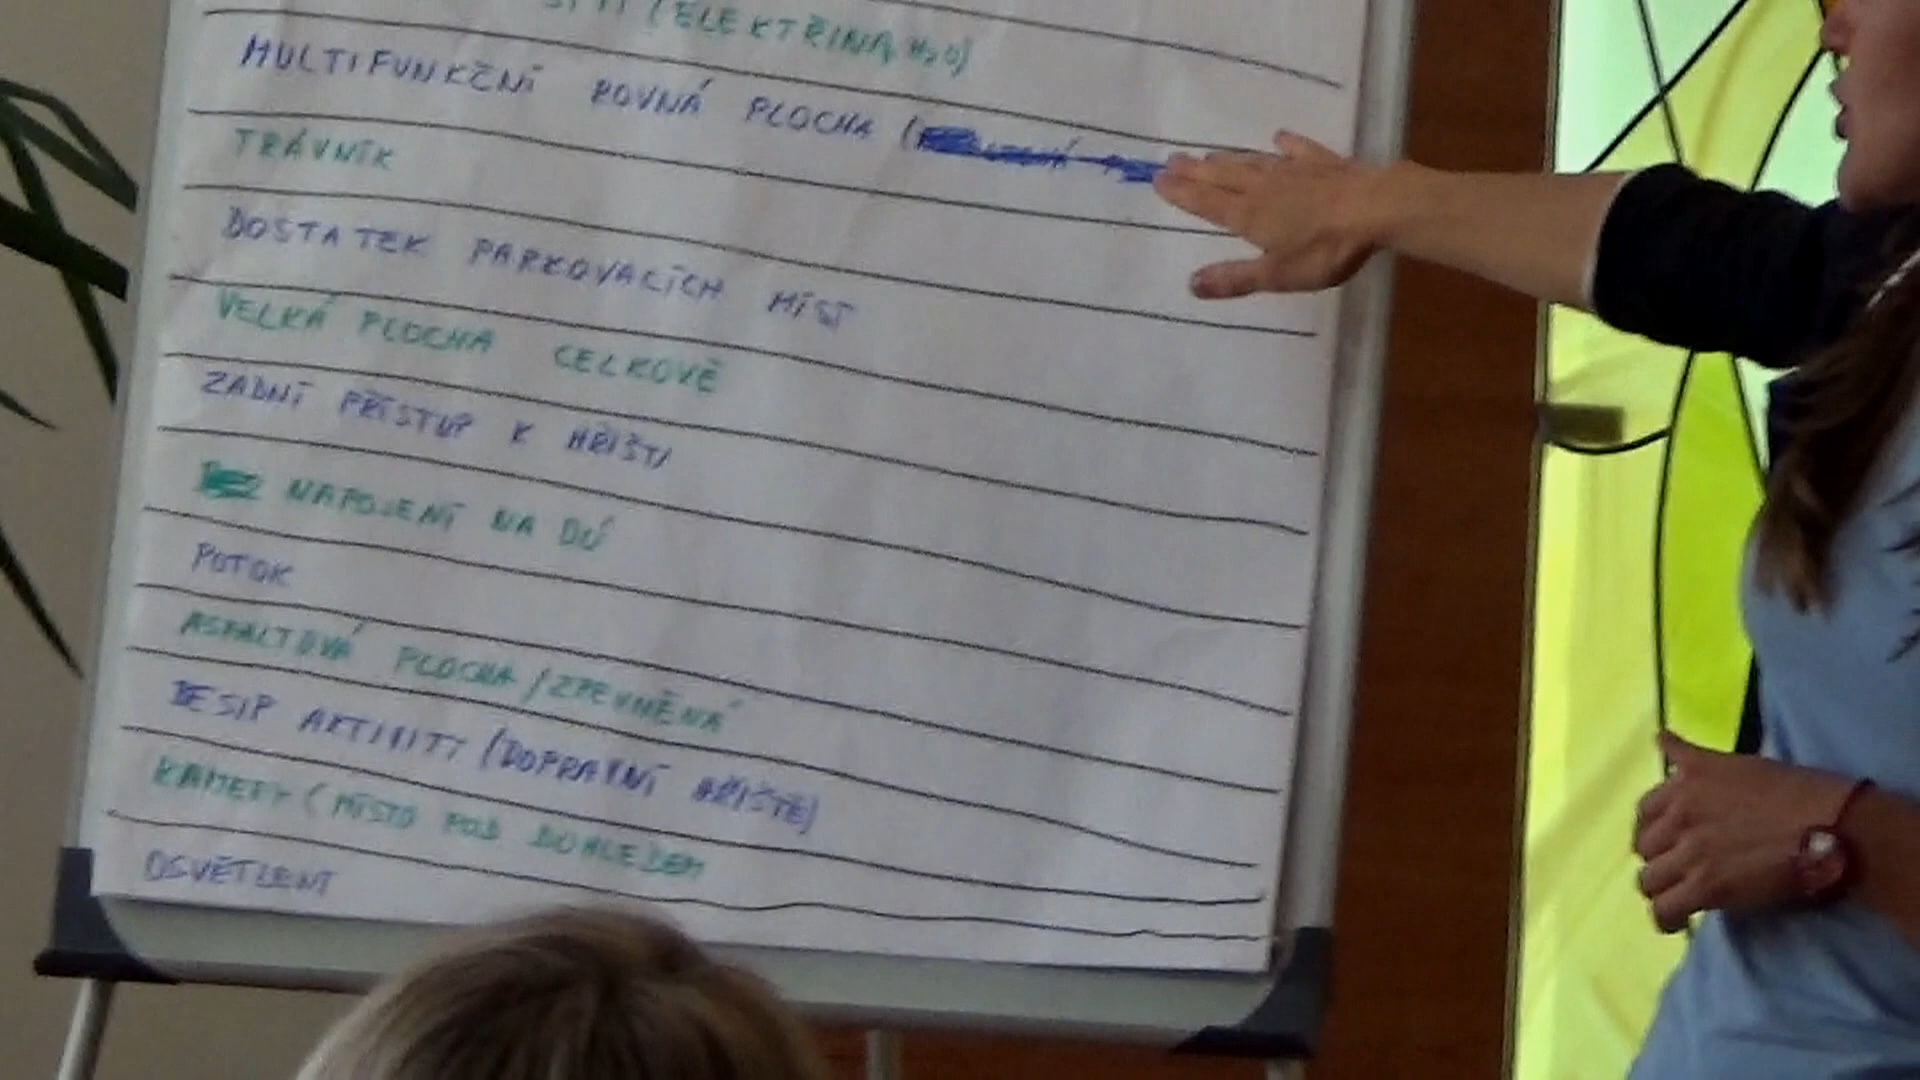 (ELEKTŘINA, H2O)
MULTIFUNKČNÍ ROVNÁ PLOCHA (
TRÁVNÍK
DOSTATEK PARKOVACÍCH MÍST
VELKÁ PLOCHA CELKOVĚ
ZADNÍ PŘÍSTUP K HŘIŠTI
NAPOJENÍ NA DÚ
POTOK
ASFALTOVÁ PLOCHA / ZPEVNĚNÁ
BESIP AKTIVITY (DOPRAVNÍ HŘIŠTĚ)
KAMERY (MÍSTO POD DOHLEDEM
OSVĚTLENÍ